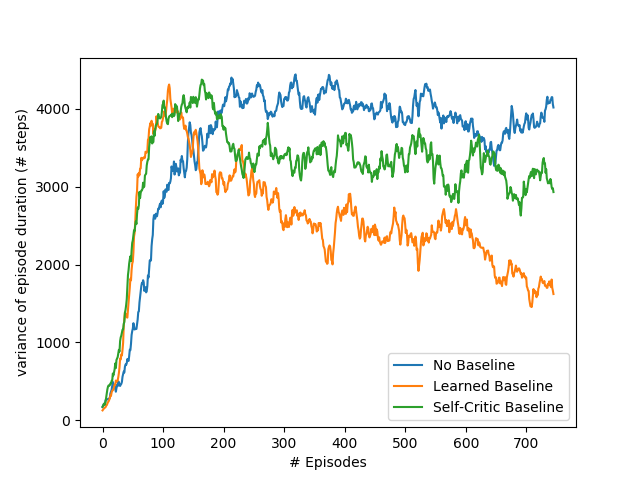 variance of episode duration (# steps)
4000
3000
2000
1000
0
0 100 200 300 400 500 600 700
# Episodes
No Baseline
Learned Baseline
Self-Critic Baseline